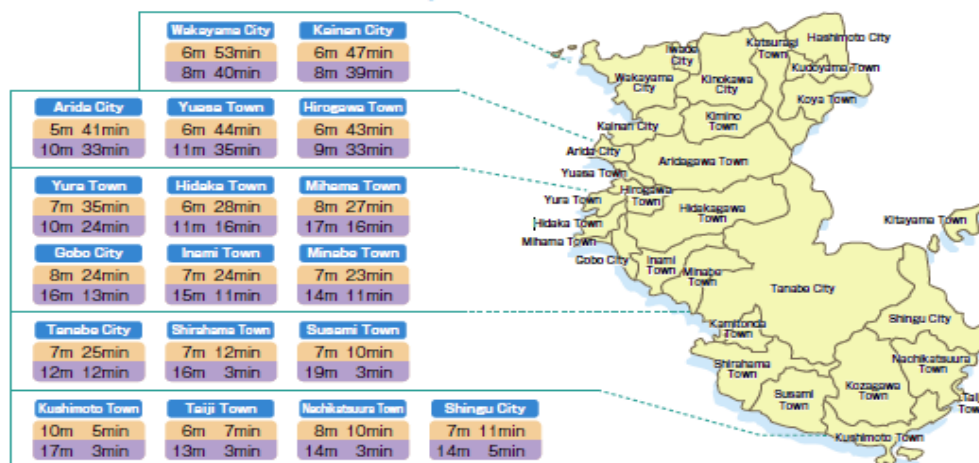 Wakayama City Kainan City
6m 53min 6m 47min
8m 40min 8m 39min
Arida City Yuasa Town Hirogawa Town
5m 41min 6m 44min 6m 43min
10m 33min 11m 35min 9m 33min
Yura Town Hidaka Town Mihama Town
7m 35min 6m 28min 8m 27min
10m 24min 11m 16min 17m 16min
Gobo City Inami Town Minabe Town
8m 24min 7m 24min 7m 23min
16m 13min 15m 11min 14m 11min
Tanabe City Shirahama Town Susami Town
7m 25min 7m 12min 7m 10min
12m 12min 16m 3min 19m 3min
Kushimoto Town Taiji Town Nachikatsuura Town Shingu City
10m 5min 6m 7min 8m 10min 7m 11min
17m 3min 13m 3min 14m 3min 14m 5min
Hashimoto City
Katsuragi
Town
Iwade
City
Kudoyama Town
Wakayama
City
Kinokawa
City
Koya Town
Kimino
Town
Kainan City
Arida City
Aridagawa Town
Yuasa Town
Hirogawa
Town
Yura Town
Hidakagawa
Town
Kitayama Town
Hidaka Town
Mihama Town
Gobo City
Inami
Town
Minabe
Town
Tanabe City
Shingu City
Kamitonda
Town
Nachikatsuura
Town
Shirahama
Town
Kozagawa
Town
Susami
Town
Taiji
Tow
Kushimoto Town